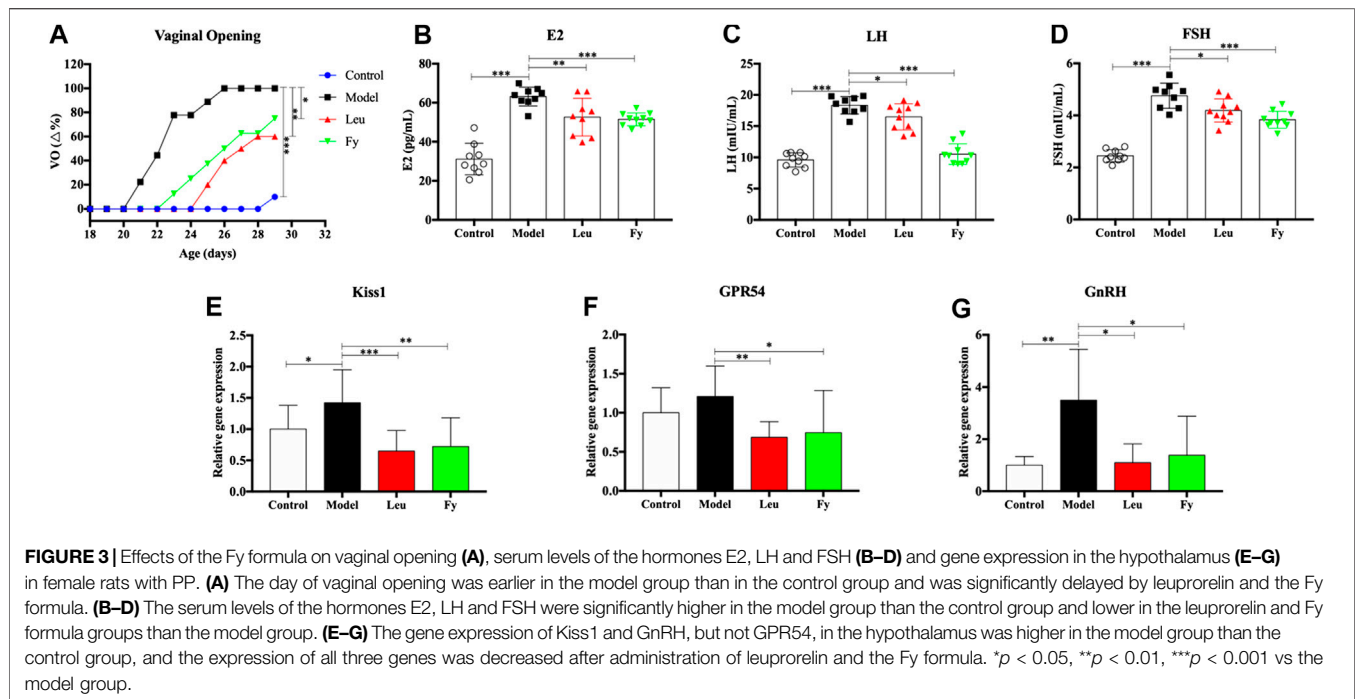 A
Vaginal Opening
VO (△ %)
120
100
80
60
40
20
0
18 20 22 24 26 28 30 32
Age (days)
***
**
*
Control
Model
Leu
Fy
B
E2
E2 (pg/mL)
80
60
40
20
0
***
**
***
Control Model Leu Fy
C
LH
LH (mIU/mL)
25
20
15
10
5
0
***
*
***
Control Model Leu Fy
D
FSH
FSH (mIU/mL)
6
4
2
0
***
*
***
Control Model Leu Fy
E
Kiss1
Relative gene expression
2.5
2.0
1.5
1.0
0.5
0.0
*
***
**
Control Model Leu Fy
F
GPR54
Relative gene expression
2.0
1.5
1.0
0.5
0.0
**
*
Control Model Leu Fy
G
GnRH
Relative gene expression
6
4
2
0
**
*
*
Control Model Leu Fy
FIGURE 3 | Effects of the Fy formula on vaginal opening (A), serum levels of the hormones E2, LH and FSH (B–D) and gene expression in the hypothalamus (E–G)
in female rats with PP. (A) The day of vaginal opening was earlier in the model group than in the control group and was significantly delayed by leuprorelin and the Fy
formula. (B–D) The serum levels of the hormones E2, LH and FSH were significantly higher in the model group than the control group and lower in the leuprorelin and Fy
formula groups than the model group. (E–G) The gene expression of Kiss1 and GnRH, but not GPR54, in the hypothalamus was higher in the model group than the
control group, and the expression of all three genes was decreased after administration of leuprorelin and the Fy formula. *p < 0.05, **p < 0.01, ***p < 0.001 vs the
model group.